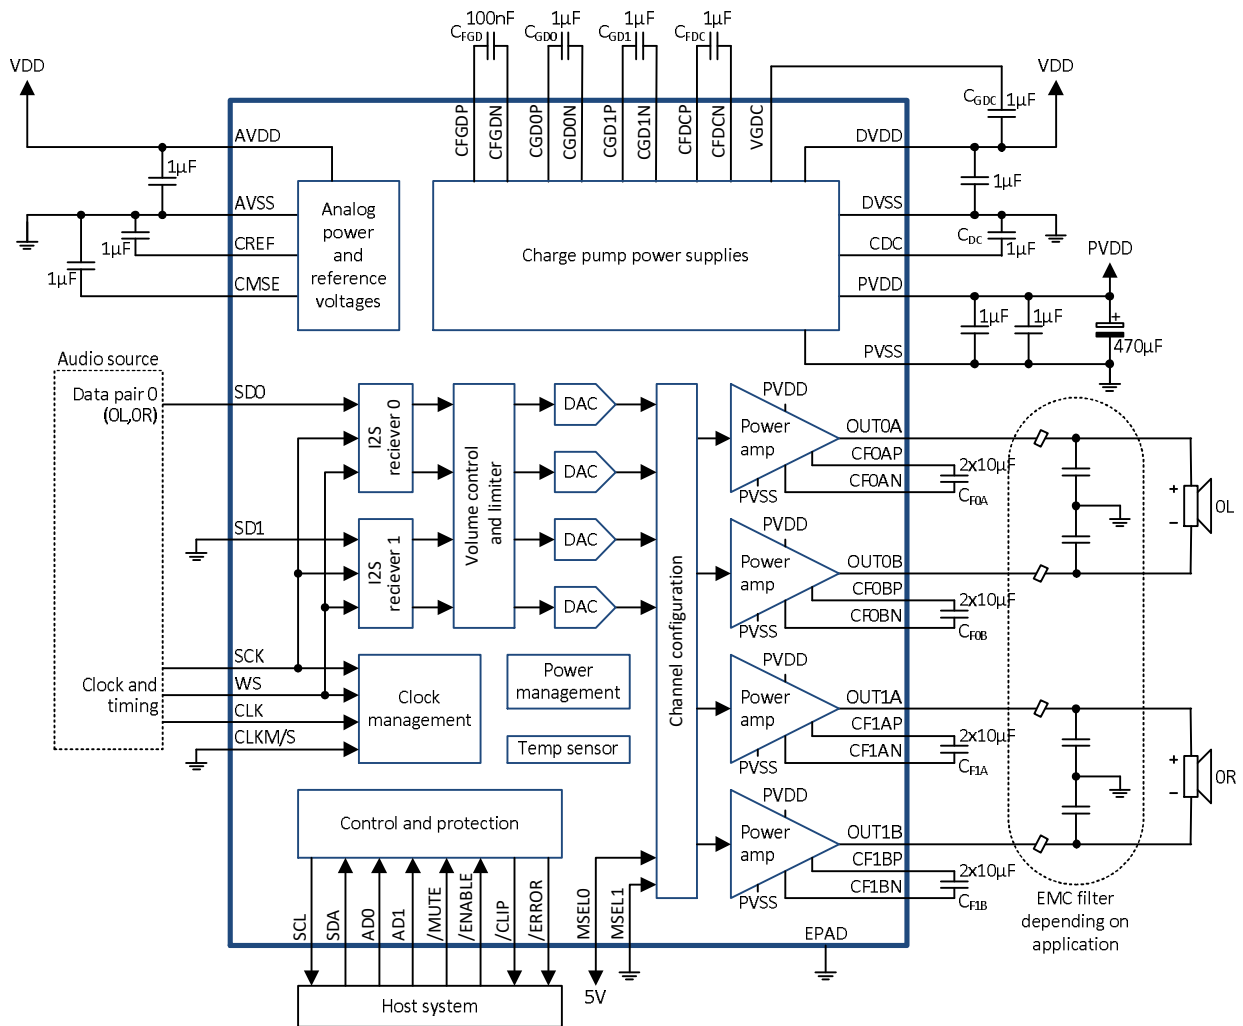 100nF
1µF
1µF
1µF
CFGD
CGD0
CGD1
CFDC
VDD
VDD
CGDC
1µF
CFGDP
CFGDN
CGD0P
CGD0N
CGD1P
CGD1N
CFDCP
CFDCN
VGDC
AVDD
DVDD
1µF
1µF
AVSS
DVSS
Analog
power
and
reference
voltages
Charge pump power supplies
CREF
1µF
CDC
CDC
1µF
PVDD
CMSE
1µF
PVDD
1µF
1µF
+
470µF
PVSS
Audio source
Data pair 0
(0L,0R)
SD0
I2S
reciever 0
Volume control
and limiter
DAC
DAC
DAC
DAC
Channel configuration
PVDD
Power
amp
PVSS
OUT0A
CF0AP
CF0AN
2x10µF
CF0A
+
−
0L
SD1
I2S
reciever 1
PVDD
Power
amp
PVSS
OUT0B
CF0BP
CF0BN
2x10µF
CF0B
SCK
Clock and
timing
WS
CLK
CLKM/S
Clock
management
Power
management
Temp sensor
PVDD
Power
amp
PVSS
OUT1A
CF1AP
CF1AN
2x10µF
CF1A
+
−
0R
Control and protection
PVDD
Power
amp
PVSS
OUT1B
CF1BP
CF1BN
2x10µF
CF1B
EMC filter
depending on
application
SCL
SDA
AD0
AD1
/MUTE
/ENABLE
/CLIP
/ERROR
MSEL0
MSEL1
EPAD
5V
Host system